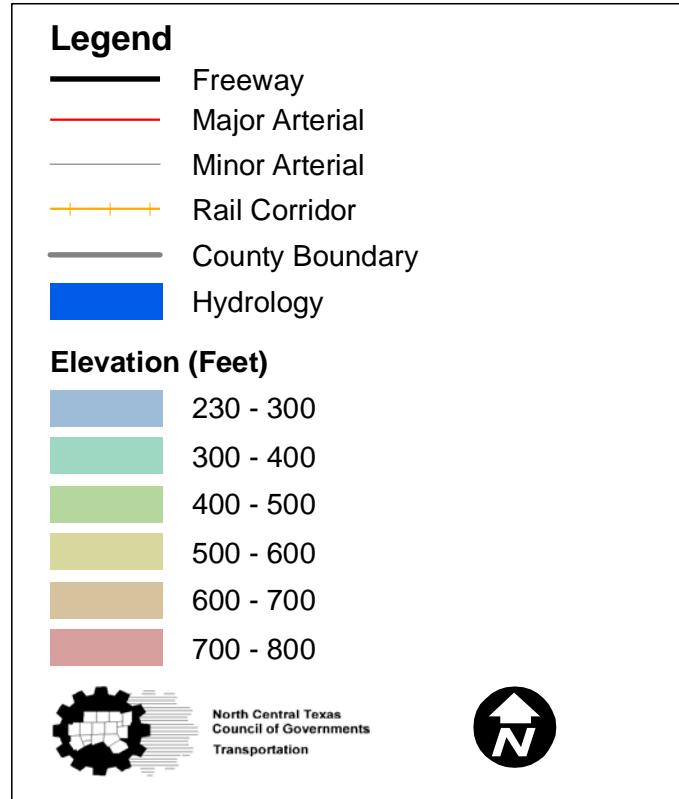 Legend
Freeway
Major Arterial
Minor Arterial
Rail Corridor
County Boundary
Hydrology
Elevation (Feet)
230 - 300
300 - 400
400 - 500
500 - 600
600 - 700
700 - 800
North Central Texas
Council of Governments
Transportation
N